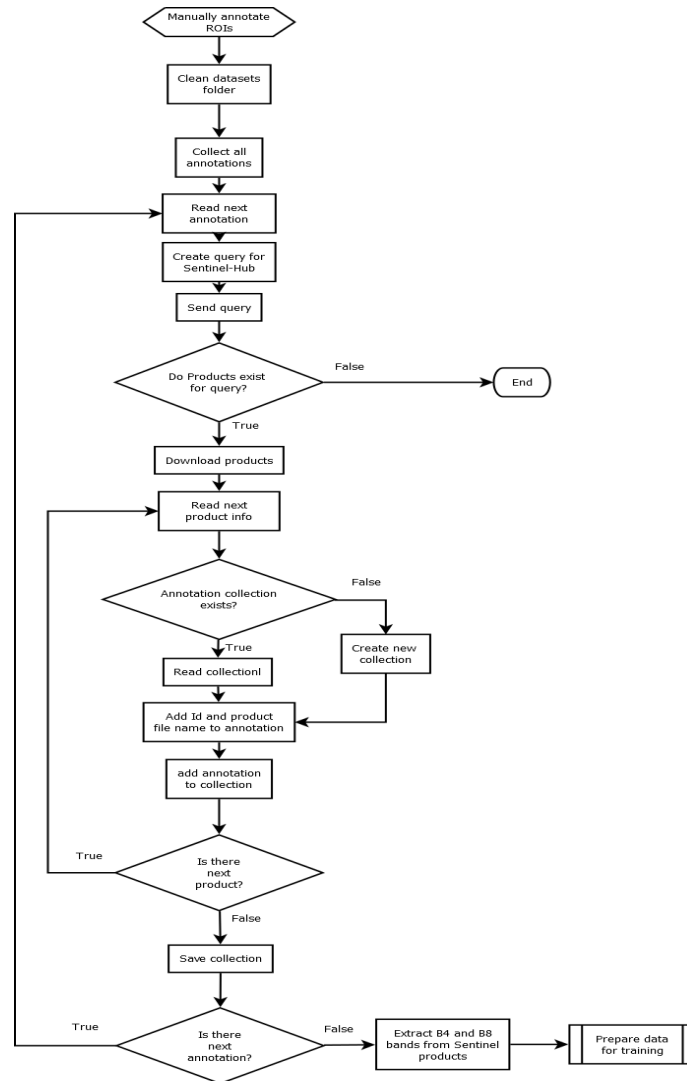 Manually annotate
ROIs
Clean datasets
folder
Collect all
annotations
Read next
annotation
Create query for
Sentinel-Hub
Send query
Do Products exist
for query?
False
End
True
Download products
Read next
product info
Annotation collection
exists?
False
True
Create new
collection
Read collectionl
Add Id and product
file name to annotation
add annotation
to collection
Is there
next
product?
True
False
Save collection
Is there
next
annotation?
True
False
Extract B4 and B8
bands from Sentinel
products
Prepare data
for training